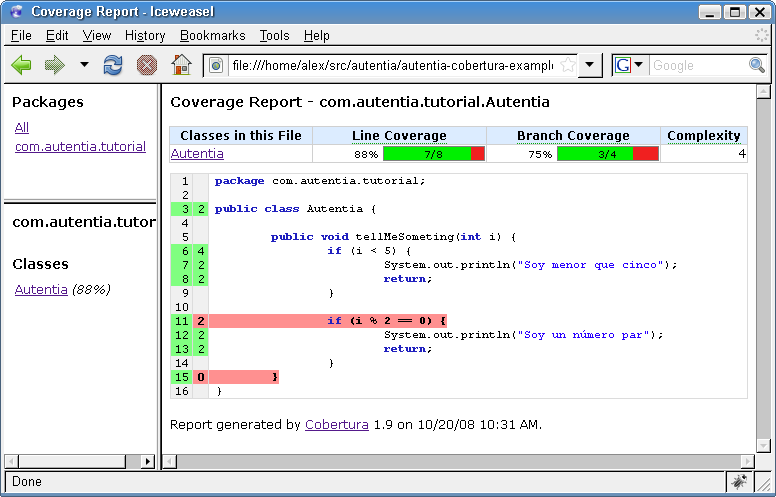 Coverage Report - Iceweasel
File Edit View History Bookmarks Tools Help
file:///home/alex/src/autentia/autentia-cobertura-example
G Google
Packages
All
com.autentia.tutorial
com.autentia.tutor
Classes
Autentia (88%)
Coverage Report - com.autentia.tutorial.Autentia
Classes in this File Line Coverage Branch Coverage Complexity
Autentia 88% 7/8 75% 3/4 4
1 package com.autentia.tutorial;
2
3 2 public class Autentia {
4
5 public void tellMeSometing(int i) {
6 4 if (i < 5) {
7 2 System.out.println("Soy menor que cinco");
8 2 return;
9 }
10
11 2 if (i % 2 == 0) {
12 2 System.out.println("Soy un número par");
13 2 return;
14 }
15 0 }
16 }
Report generated by Cobertura 1.9 on 10/20/08 10:31 AM.
Done